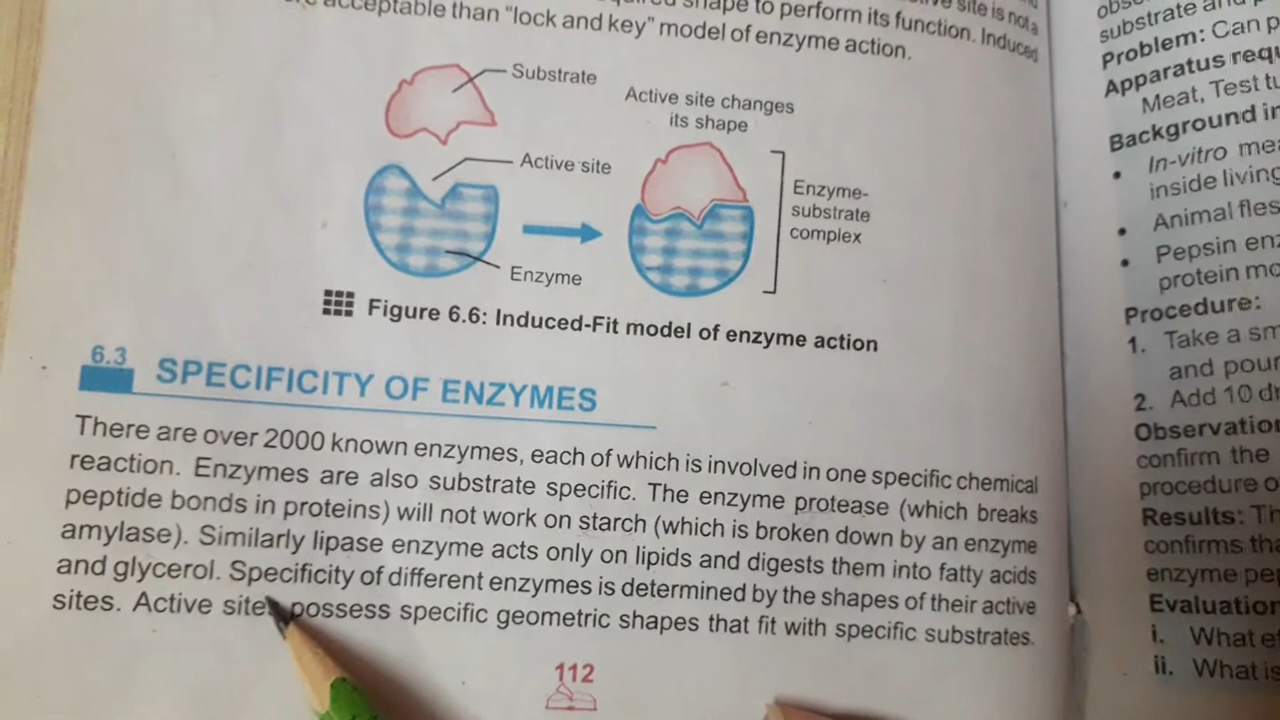 site is not a
acceptable than “lock and key” model of enzyme action.
shape to perform its function. Induced
Substrate
Active site changes
its shape
Active site
Enzyme-
substrate
complex
Enzyme
Figure 6.6: Induced-Fit model of enzyme action
6.3 SPECIFICITY OF ENZYMES
There are over 2000 known enzymes, each of which is involved in one specific chemical
reaction. Enzymes are also substrate specific. The enzyme protease (which breaks
peptide bonds in proteins) will not work on starch (which is broken down by an enzyme
amylase). Similarly lipase enzyme acts only on lipids and digests them into fatty acids
and glycerol. Specificity of different enzymes is determined by the shapes of their active
sites. Active sites possess specific geometric shapes that fit with specific substrates.
112
substrate
Problem: Can
Apparatus
Meat, Test
Background
• In-vitro
inside living
• Animal
• Pepsin
protein
Procedure:
1. Take a
and
2. Add 10
confirm the
procedure
Results:
confirms
enzyme
i. What
ii. What is